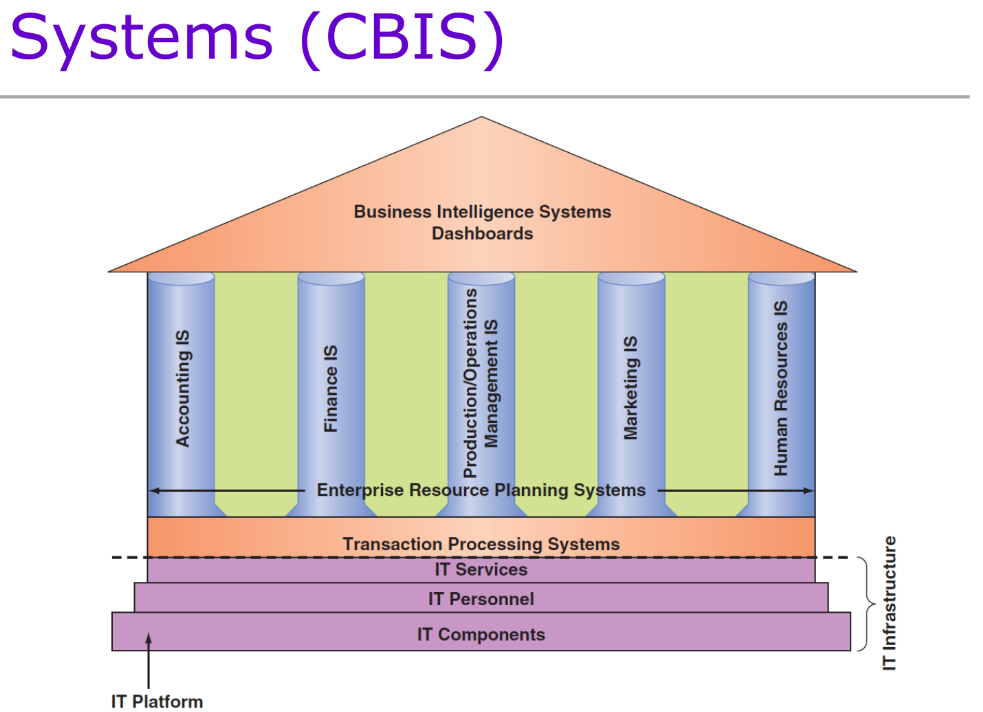 Systems (CBIS)
Business Intelligence Systems
Dashboards
Accounting IS
Finance IS
Production/Operations
Management IS
Marketing IS
Human Resources IS
Enterprise Resource Planning Systems
Transaction Processing Systems
IT Services
IT Personnel
IT Components
IT Infrastructure
IT Platform